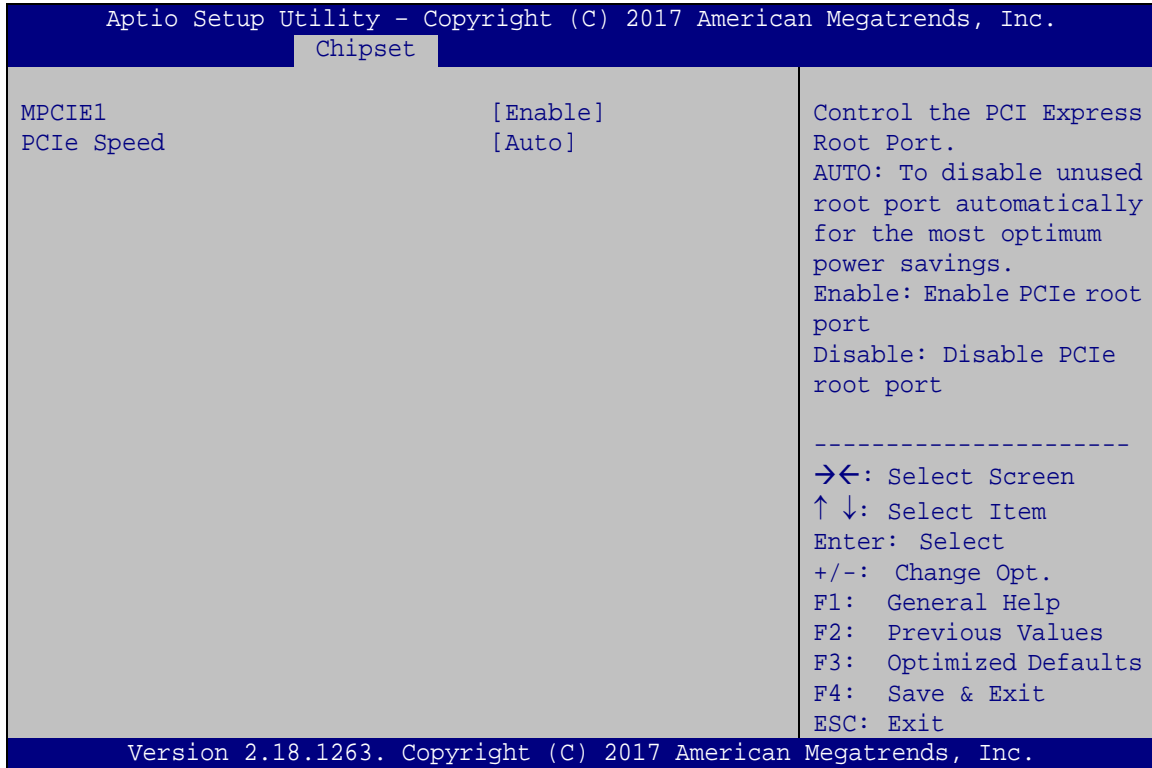 Aptio Setup Utility – Copyright (C) 2017 American Megatrends, Inc.
Chipset
MPCIE1 [Enable]
PCIe Speed [Auto]
Control the PCI Express
Root Port.
AUTO: To disable unused
root port automatically
for the most optimum
power savings.
Enable: Enable PCIe root
port
Disable: Disable PCIe
root port
----------------------
→←: Select Screen
↑ ↓: Select Item
Enter: Select
+/-: Change Opt.
F1: General Help
F2: Previous Values
F3: Optimized Defaults
F4: Save & Exit
ESC: Exit
Version 2.18.1263. Copyright (C) 2017 American Megatrends, Inc.